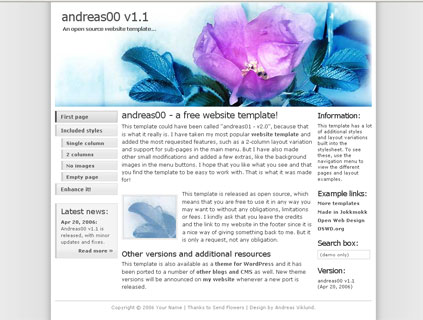 andreas00 v1.1
An open source website template...
First page
Included styles
Single column
2 columns
No images
Empty page
Enhance it!
Latest news:
Apr 20, 2006:
andreas00 v1.1 is
released, with minor
updates and fixes.
Read more »
andreas00 - a free website template!
This template could have been called "andreas01 - v2.0", because that
is what it really is. I have taken my most popular website template and
added the most requested features, such as a 2-column layout variation
and support for sub-pages in the main menu. But I have also made
other small modifications and added a few extras, like the background
images in the menu buttons. I hope that you like what you see and that
you find the template to be easy to work with. That is what it was made
for!
This template is released as open source, which
means that you are free to use it in any way you
may want to without any obligations, limitations
or fees. I kindly ask that you leave the credits
and the link to my website in the footer since it is
a nice way of giving something back to me. But it
is only a request, not any obligation.
Other versions and additional resources
This template is also available as a theme for WordPress and it has
been ported to a number of other blogs and CMS as well. New theme
versions will be announced on my website whenever a new port is
released.
Information:
This template has a lot
of additional styles
and layout variations
built into the
stylesheet. To see
these, use the
navigation menu to
view the different
pages and layout
examples.
Example links:
More templates
Made in Jokkmokk
Open Web Design
OSWD.org
Search box:
(demo only)
Version:
andreas00 v1.1
(Apr 20, 2006)
Copyright © 2006 Your Name | Thanks to Send Flowers | Design by Andreas Viklund.